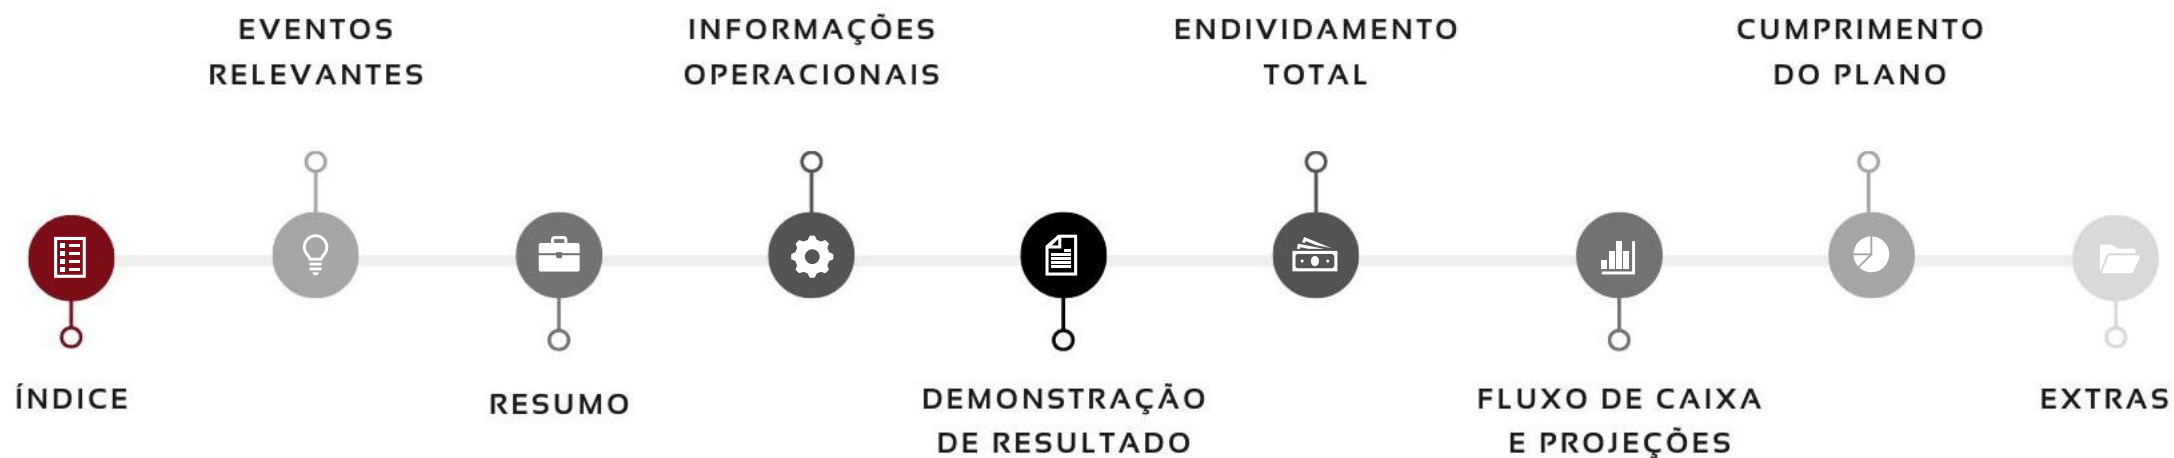 ÍNDICE
EVENTOS
RELEVANTES
RESUMO
INFORMAÇÕES
OPERACIONAIS
DEMONSTRAÇÃO
DE RESULTADO
ENDIVIDAMENTO
TOTAL
FLUXO DE CAIXA
E PROJEÇÕES
CUMPRIMENTO
DO PLANO
EXTRAS